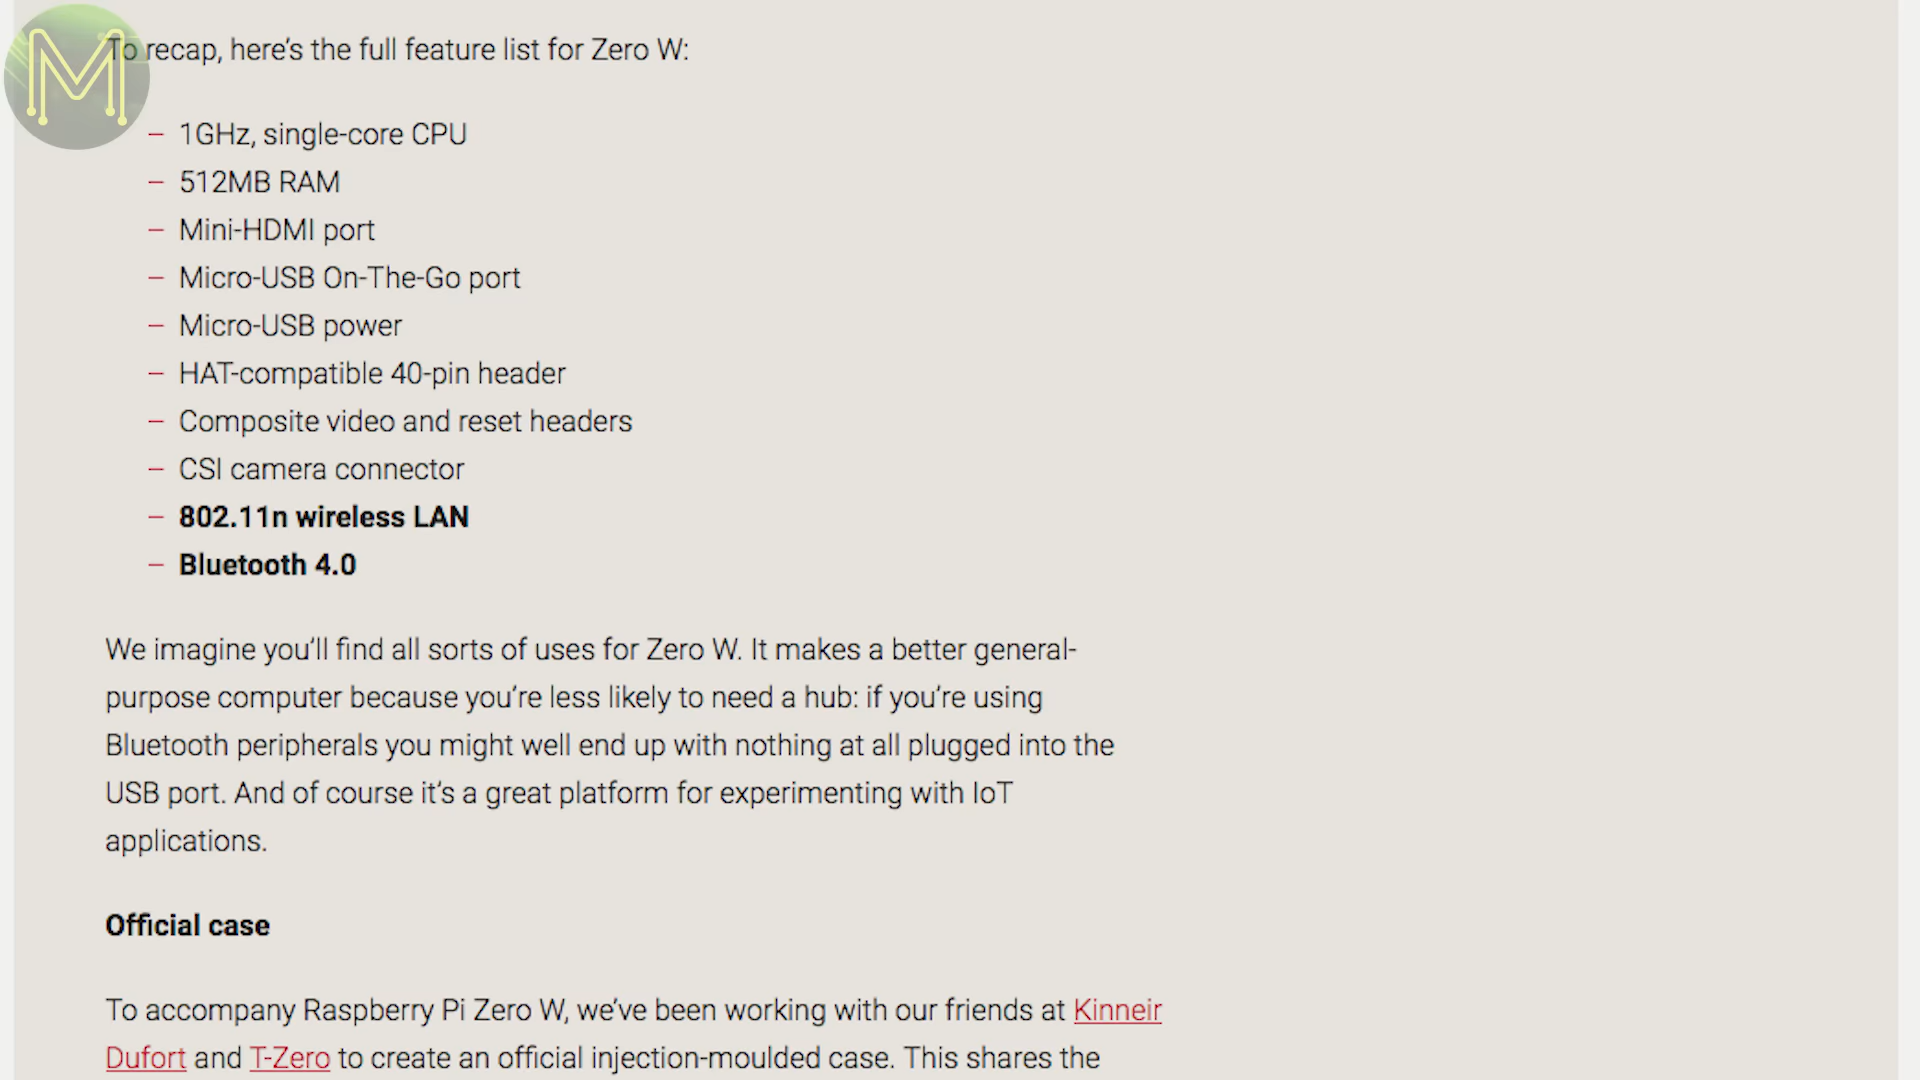 To recap, here's the full feature list for Zero W:
– 1GHz, single-core CPU
– 512MB RAM
– Mini-HDMI port
– Micro-USB On-The-Go port
– Micro-USB power
– HAT-compatible 40-pin header
– Composite video and reset headers
– CSI camera connector
– 802.11n wireless LAN
– Bluetooth 4.0
We imagine you'll find all sorts of uses for Zero W. It makes a better general-
purpose computer because you're less likely to need a hub: if you're using
Bluetooth peripherals you might well end up with nothing at all plugged into the
USB port. And of course it's a great platform for experimenting with IoT
applications.
Official case
To accompany Raspberry Pi Zero W, we've been working with our friends at Kinneir
Dufort and T-Zero to create an official injection-moulded case. This shares the